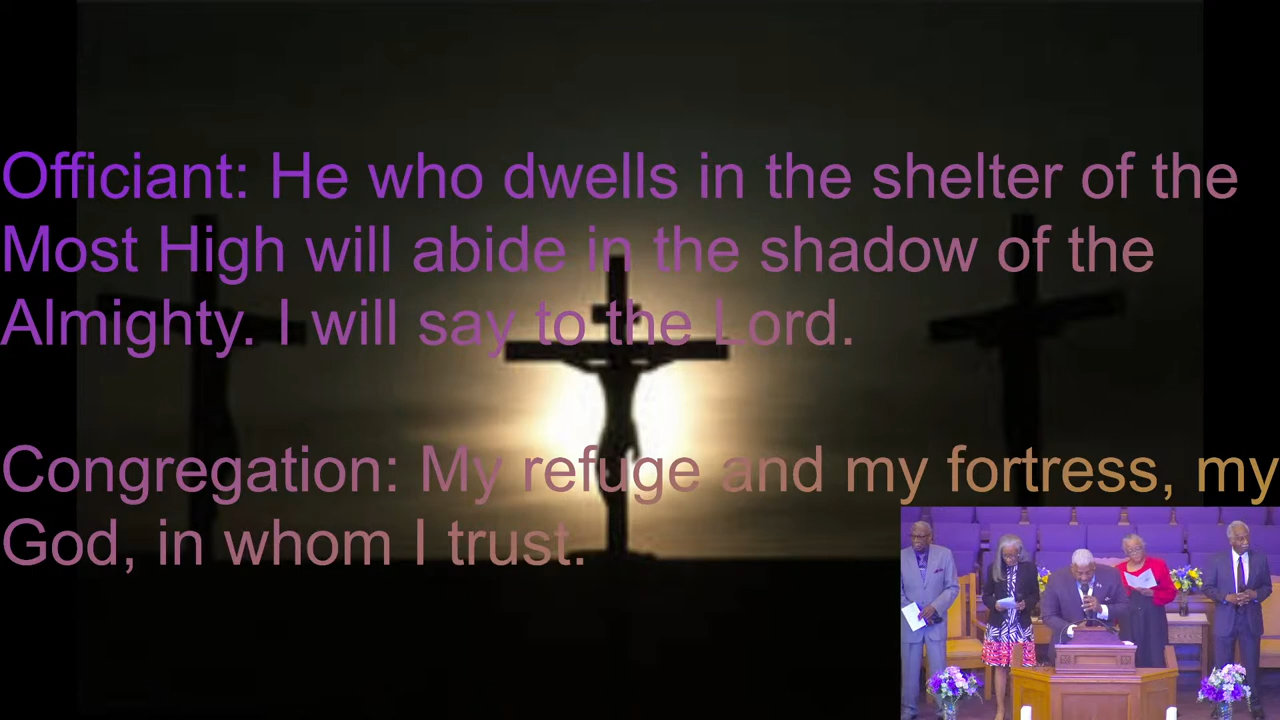 Officiant: He who dwells in the shelter of the
Most High will abide in the shadow of the
Almighty. I will say to the Lord.
Congregation: My refuge and my fortress, my
God, in whom I trust.